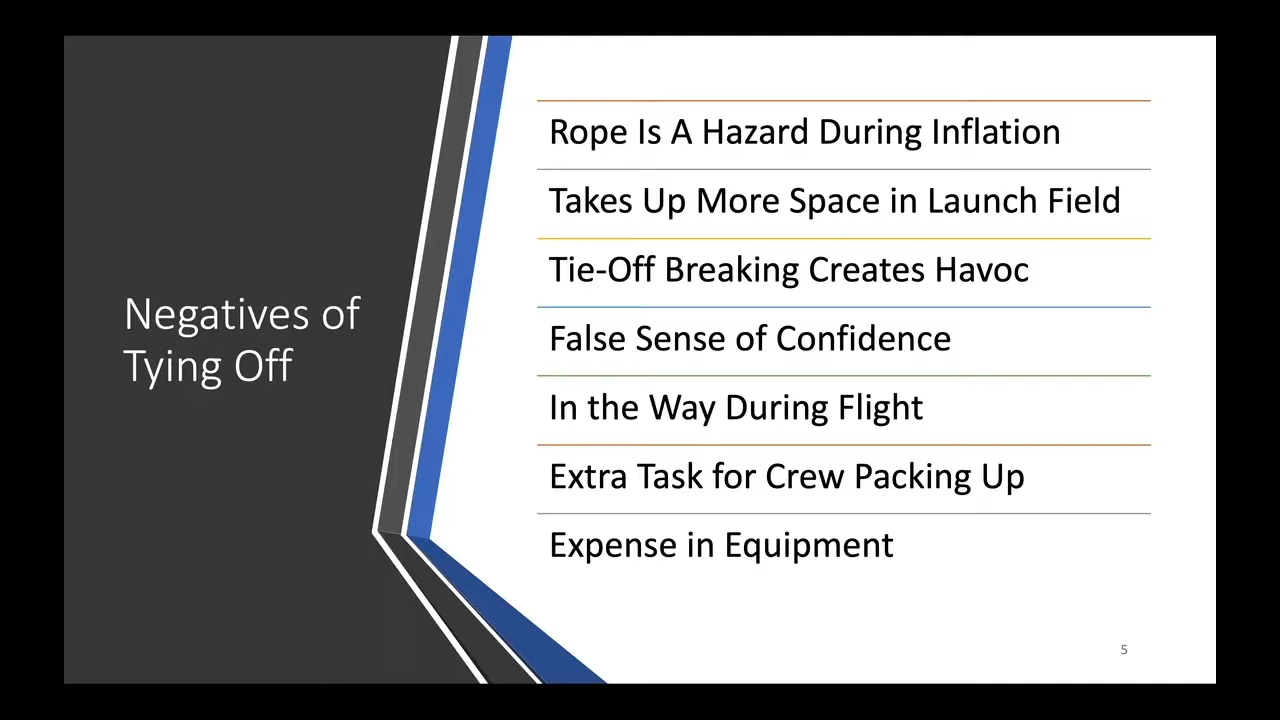 Negatives of
Tying Off
Rope Is A Hazard During Inflation
Takes Up More Space in Launch Field
Tie-Off Breaking Creates Havoc
False Sense of Confidence
In the Way During Flight
Extra Task for Crew Packing Up
Expense in Equipment
5